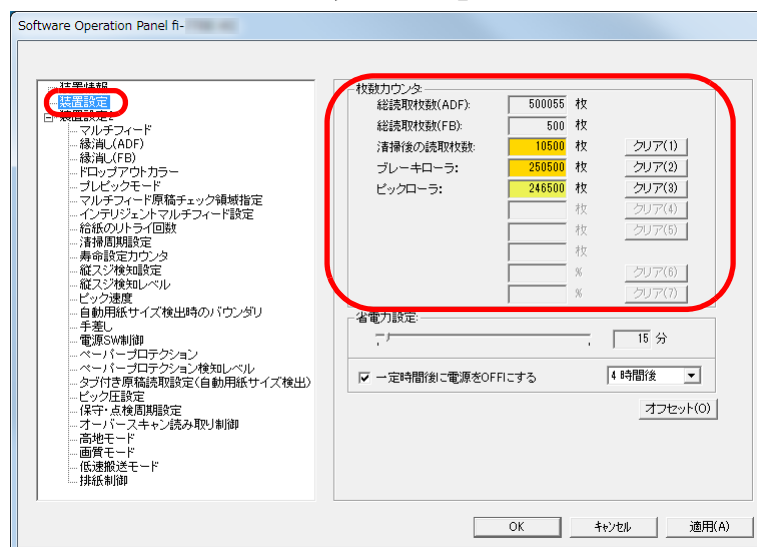 Software Operation Panel fi-
装置情報
装置設定
装置設定2
マルチフィード
縁消し(ADF)
縁消し(FB)
ドロップアウトカラー
プレピックモード
マルチフィード原稿チェック領域指定
インテリジェントマルチフィード設定
給紙のリトライ回数
清掃周期設定
寿命設定カウンタ
縦スジ検知設定
縦スジ検知レベル
ピック速度
自動用紙サイズ検出時のバウンダリ
手差し
電源SW制御
ペーパープロテクション
ペーパープロテクション検知レベル
タブ付き原稿読取設定(自動用紙サイズ検出)
ピック圧設定
保守・点検周期設定
オーバースキャン読み取り制御
高地モード
画質モード
低速搬送モード
排紙制御
枚数カウンタ
総読取枚数(ADF): 500055 枚
総読取枚数(FB): 500 枚
清掃後の読取枚数: 10500 枚 クリア(1)
ブレーキローラ: 250500 枚 クリア(2)
ピックローラ: 246500 枚 クリア(3)
枚 クリア(4)
枚 クリア(5)
枚
% クリア(6)
% クリア(7)
省電力設定:
15 分
一定時間後に電源をOFFにする 4 時間後
オフセット(O)
OK キャンセル 適用(A)